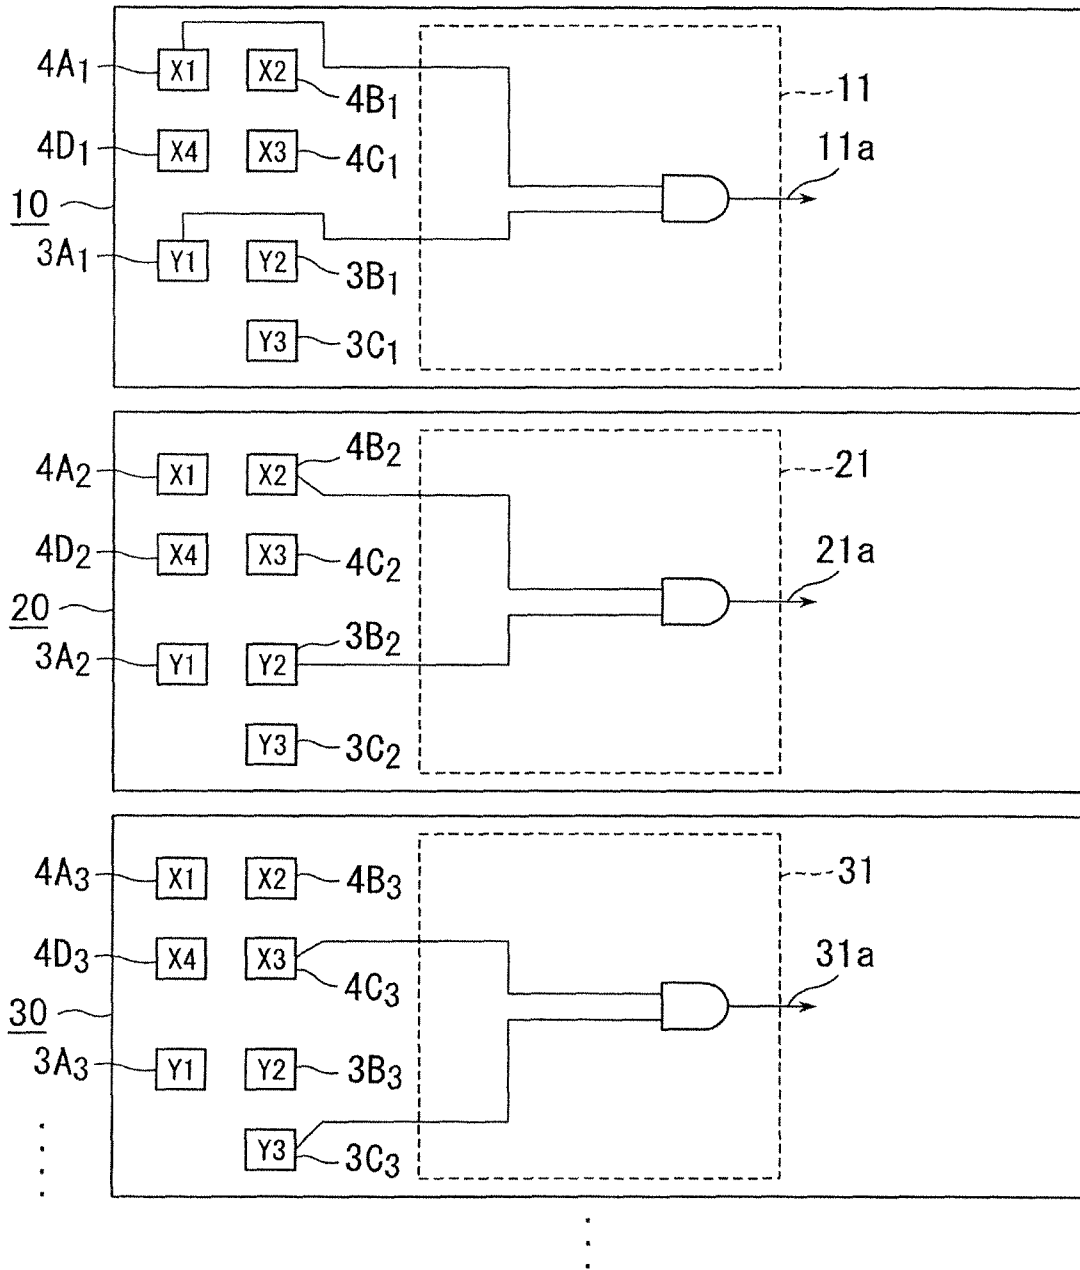 4A1 X1 X2 4B1 11
4D1 X4 X3 4C1 11a
10
3A1 Y1 Y2 3B1
Y3 3C1
4A2 X1 X2 4B2 21
4D2 X4 X3 4C2 21a
20
3A2 Y1 Y2 3B2
Y3 3C2
4A3 X1 X2 4B3 31
4D3 X4 X3 4C3 31a
30
3A3 Y1 Y2 3B3
Y3 3C3